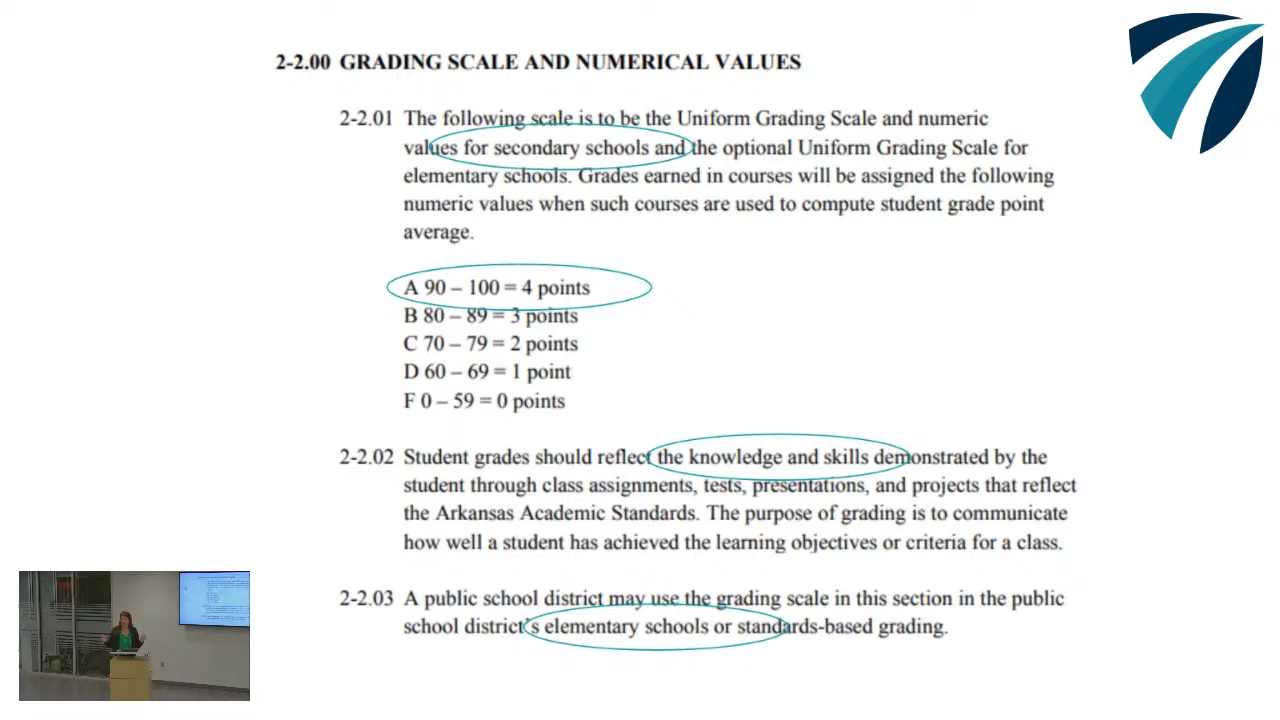 2-2.00 GRADING SCALE AND NUMERICAL VALUES
2-2.01 The following scale is to be the Uniform Grading Scale and numeric
values for secondary schools and the optional Uniform Grading Scale for
elementary schools. Grades earned in courses will be assigned the following
numeric values when such courses are used to compute student grade point
average.
A 90 – 100 = 4 points
B 80 – 89 = 3 points
C 70 – 79 = 2 points
D 60 – 69 = 1 point
F 0 – 59 = 0 points
2-2.02 Student grades should reflect the knowledge and skills demonstrated by the
student through class assignments, tests, presentations, and projects that reflect
the Arkansas Academic Standards. The purpose of grading is to communicate
how well a student has achieved the learning objectives or criteria for a class.
2-2.03 A public school district may use the grading scale in this section in the public
school district's elementary schools or standards-based grading.